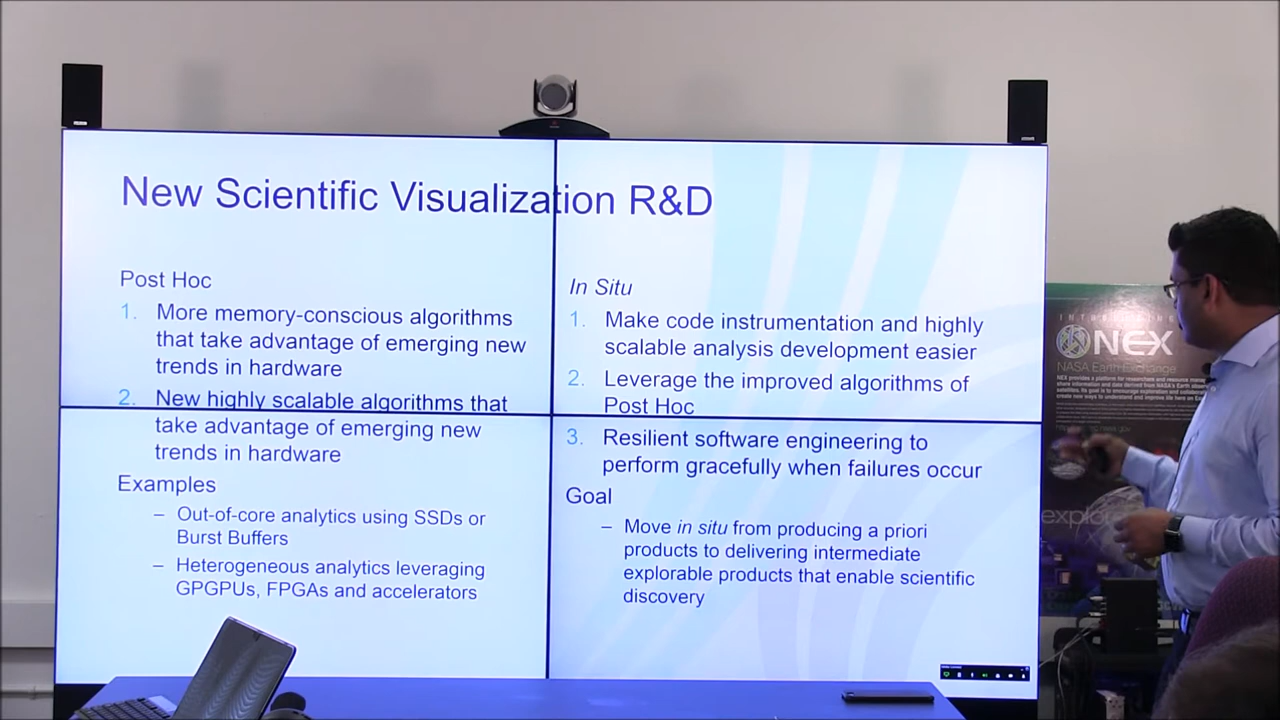 New Scientific Visualization R&D
Post Hoc
1. More memory-conscious algorithms
that take advantage of emerging new
trends in hardware
2. New highly scalable algorithms that
take advantage of emerging new
trends in hardware
Examples
– Out-of-core analytics using SSDs or
Burst Buffers
– Heterogeneous analytics leveraging
GPGPUs, FPGAs and accelerators
In Situ
1. Make code instrumentation and highly
scalable analysis development easier
2. Leverage the improved algorithms of
Post Hoc
3. Resilient software engineering to
perform gracefully when failures occur
Goal
– Move in situ from producing a priori
products to delivering intermediate
explorable products that enable scientific
discovery
NEX
NASA Earth Exchange